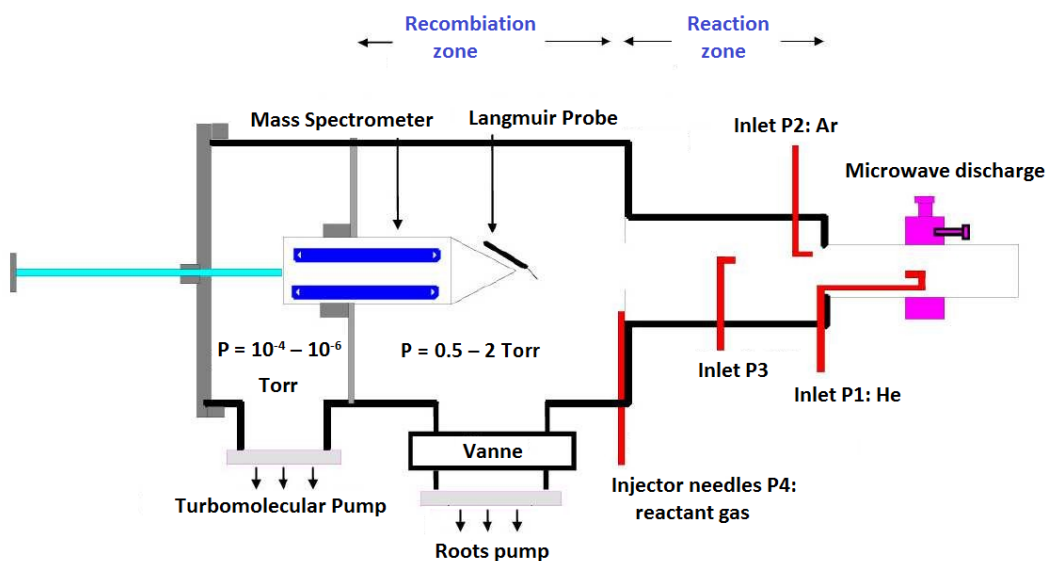 Recombiation
zone
Reaction
zone
Mass Spectrometer
Langmuir Probe
Inlet P2: Ar
Microwave discharge
P = 10⁻⁴ – 10⁻⁶
Torr
P = 0.5 – 2 Torr
Inlet P3
Inlet P1: He
Vanne
Turbomolecular Pump
Injector needles P4:
reactant gas
Roots pump